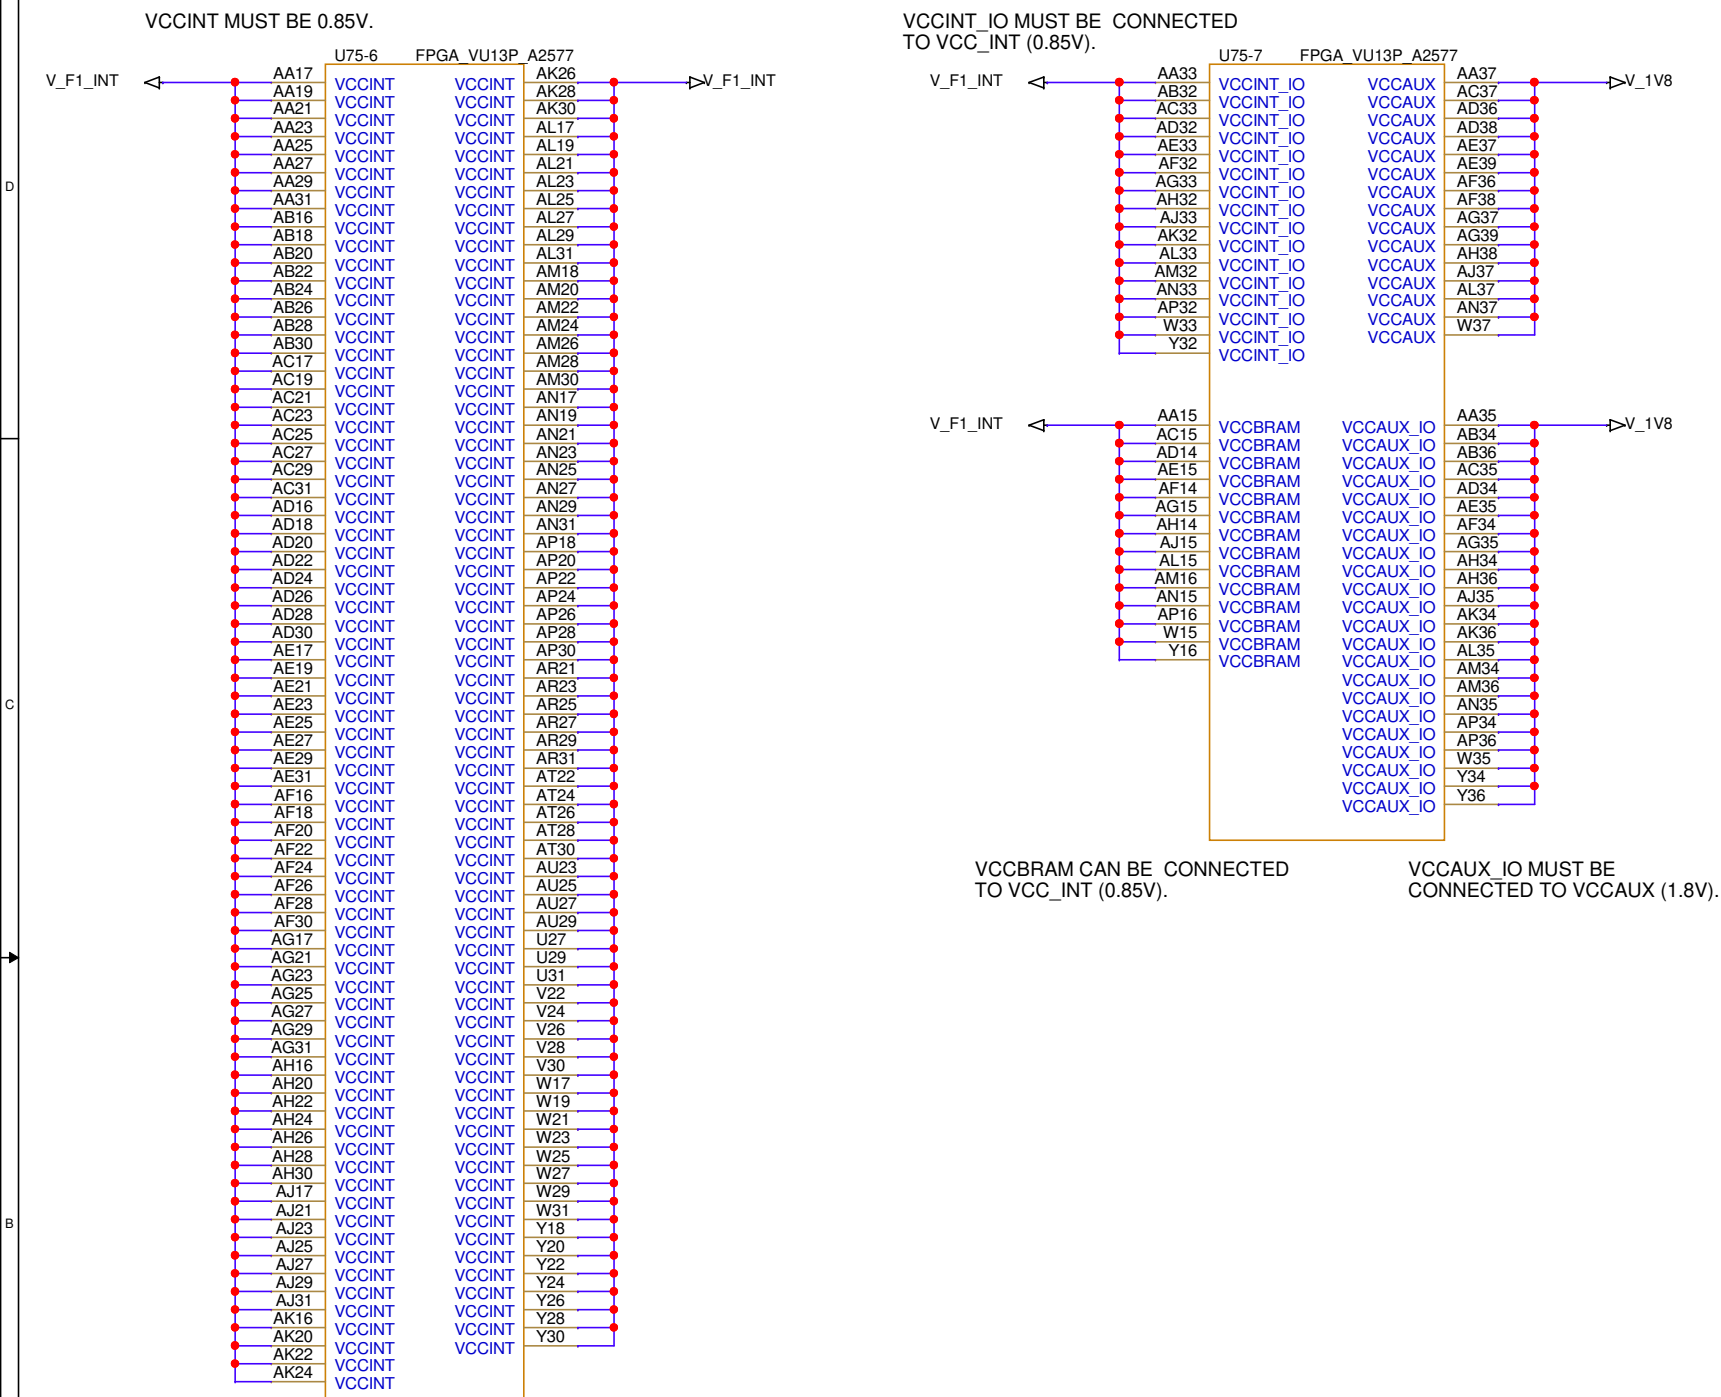 VCCINT MUST BE 0.85V.
U75-6 FPGA_VU13P_A2577
V_F1_INT AA17 VCCINT VCCINT AK26 V_F1_INT
AA19 VCCINT VCCINT AK28
AA21 VCCINT VCCINT AK30
AA23 VCCINT VCCINT AL17
AA25 VCCINT VCCINT AL19
AA27 VCCINT VCCINT AL21
AA29 VCCINT VCCINT AL23
AA31 VCCINT VCCINT AL25
AB16 VCCINT VCCINT AL27
AB18 VCCINT VCCINT AL29
AB20 VCCINT VCCINT AL31
AB22 VCCINT VCCINT AM18
AB24 VCCINT VCCINT AM20
AB26 VCCINT VCCINT AM22
AB28 VCCINT VCCINT AM24
AB30 VCCINT VCCINT AM26
AC17 VCCINT VCCINT AM28
AC19 VCCINT VCCINT AM30
AC21 VCCINT VCCINT AN17
AC23 VCCINT VCCINT AN19
AC25 VCCINT VCCINT AN21
AC27 VCCINT VCCINT AN23
AC29 VCCINT VCCINT AN25
AC31 VCCINT VCCINT AN27
AD16 VCCINT VCCINT AN29
AD18 VCCINT VCCINT AN31
AD20 VCCINT VCCINT AP18
AD22 VCCINT VCCINT AP20
AD24 VCCINT VCCINT AP22
AD26 VCCINT VCCINT AP24
AD28 VCCINT VCCINT AP26
AD30 VCCINT VCCINT AP28
AE17 VCCINT VCCINT AP30
AE19 VCCINT VCCINT AR21
AE21 VCCINT VCCINT AR23
AE23 VCCINT VCCINT AR25
AE25 VCCINT VCCINT AR27
AE27 VCCINT VCCINT AR29
AE29 VCCINT VCCINT AR31
AE31 VCCINT VCCINT AT22
AF16 VCCINT VCCINT AT24
AF18 VCCINT VCCINT AT26
AF20 VCCINT VCCINT AT28
AF22 VCCINT VCCINT AT30
AF24 VCCINT VCCINT AU23
AF26 VCCINT VCCINT AU25
AF28 VCCINT VCCINT AU27
AF30 VCCINT VCCINT AU29
AG17 VCCINT VCCINT U27
AG21 VCCINT VCCINT U29
AG23 VCCINT VCCINT U31
AG25 VCCINT VCCINT V22
AG27 VCCINT VCCINT V24
AG29 VCCINT VCCINT V26
AG31 VCCINT VCCINT V28
AH16 VCCINT VCCINT V30
AH20 VCCINT VCCINT W17
AH22 VCCINT VCCINT W19
AH24 VCCINT VCCINT W21
AH26 VCCINT VCCINT W23
AH28 VCCINT VCCINT W25
AH30 VCCINT VCCINT W27
AJ17 VCCINT VCCINT W29
AJ21 VCCINT VCCINT W31
AJ23 VCCINT VCCINT Y18
AJ25 VCCINT VCCINT Y20
AJ27 VCCINT VCCINT Y22
AJ29 VCCINT VCCINT Y24
AJ31 VCCINT VCCINT Y26
AK16 VCCINT VCCINT Y28
AK20 VCCINT VCCINT Y30
AK22 VCCINT
AK24 VCCINT
VCCINT_IO MUST BE CONNECTED
TO VCC_INT (0.85V).
U75-7 FPGA_VU13P_A2577
V_F1_INT AA33 VCCINT_IO VCCAUX AA37 V_1V8
AB32 VCCINT_IO VCCAUX AC37
AC33 VCCINT_IO VCCAUX AD36
AD32 VCCINT_IO VCCAUX AD38
AE33 VCCINT_IO VCCAUX AE37
AF32 VCCINT_IO VCCAUX AE39
AG33 VCCINT_IO VCCAUX AF36
AH32 VCCINT_IO VCCAUX AF38
AJ33 VCCINT_IO VCCAUX AG37
AK32 VCCINT_IO VCCAUX AG39
AL33 VCCINT_IO VCCAUX AH38
AM32 VCCINT_IO VCCAUX AJ37
AN33 VCCINT_IO VCCAUX AL37
AP32 VCCINT_IO VCCAUX AN37
W33 VCCINT_IO VCCAUX W37
Y32 VCCINT_IO
V_F1_INT AA15 VCCBRAM VCCAUX_IO AA35 V_1V8
AC15 VCCBRAM VCCAUX_IO AB34
AD14 VCCBRAM VCCAUX_IO AB36
AE15 VCCBRAM VCCAUX_IO AC35
AF14 VCCBRAM VCCAUX_IO AD34
AG15 VCCBRAM VCCAUX_IO AE35
AH14 VCCBRAM VCCAUX_IO AF34
AJ15 VCCBRAM VCCAUX_IO AG35
AL15 VCCBRAM VCCAUX_IO AH34
AM16 VCCBRAM VCCAUX_IO AH36
AN15 VCCBRAM VCCAUX_IO AJ35
AP16 VCCBRAM VCCAUX_IO AK34
W15 VCCBRAM VCCAUX_IO AK36
Y16 VCCBRAM VCCAUX_IO AL35
VCCAUX_IO AM34
VCCAUX_IO AM36
VCCAUX_IO AN35
VCCAUX_IO AP34
VCCAUX_IO AP36
VCCAUX_IO W35
VCCAUX_IO Y34
VCCAUX_IO Y36
VCCBRAM CAN BE CONNECTED
TO VCC_INT (0.85V).
VCCAUX_IO MUST BE
CONNECTED TO VCCAUX (1.8V).
D
C
B